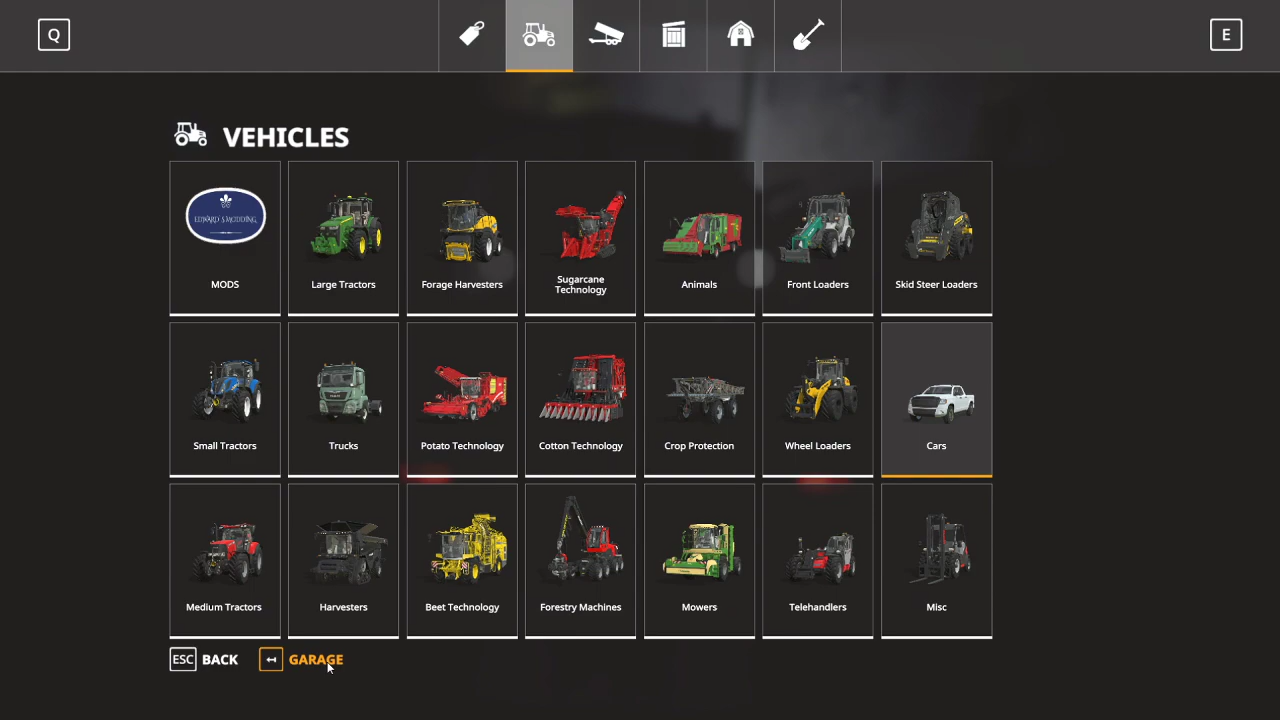 Q
E
VEHICLES
EDWARD'S MODDING
MODS
Large Tractors
Forage Harvesters
Sugarcane
Technology
Animals
Front Loaders
Skid Steer Loaders
Small Tractors
Trucks
Potato Technology
Cotton Technology
Crop Protection
Wheel Loaders
Cars
Medium Tractors
Harvesters
Beet Technology
Forestry Machines
Mowers
Telehandlers
Misc
ESC BACK
GARAGE